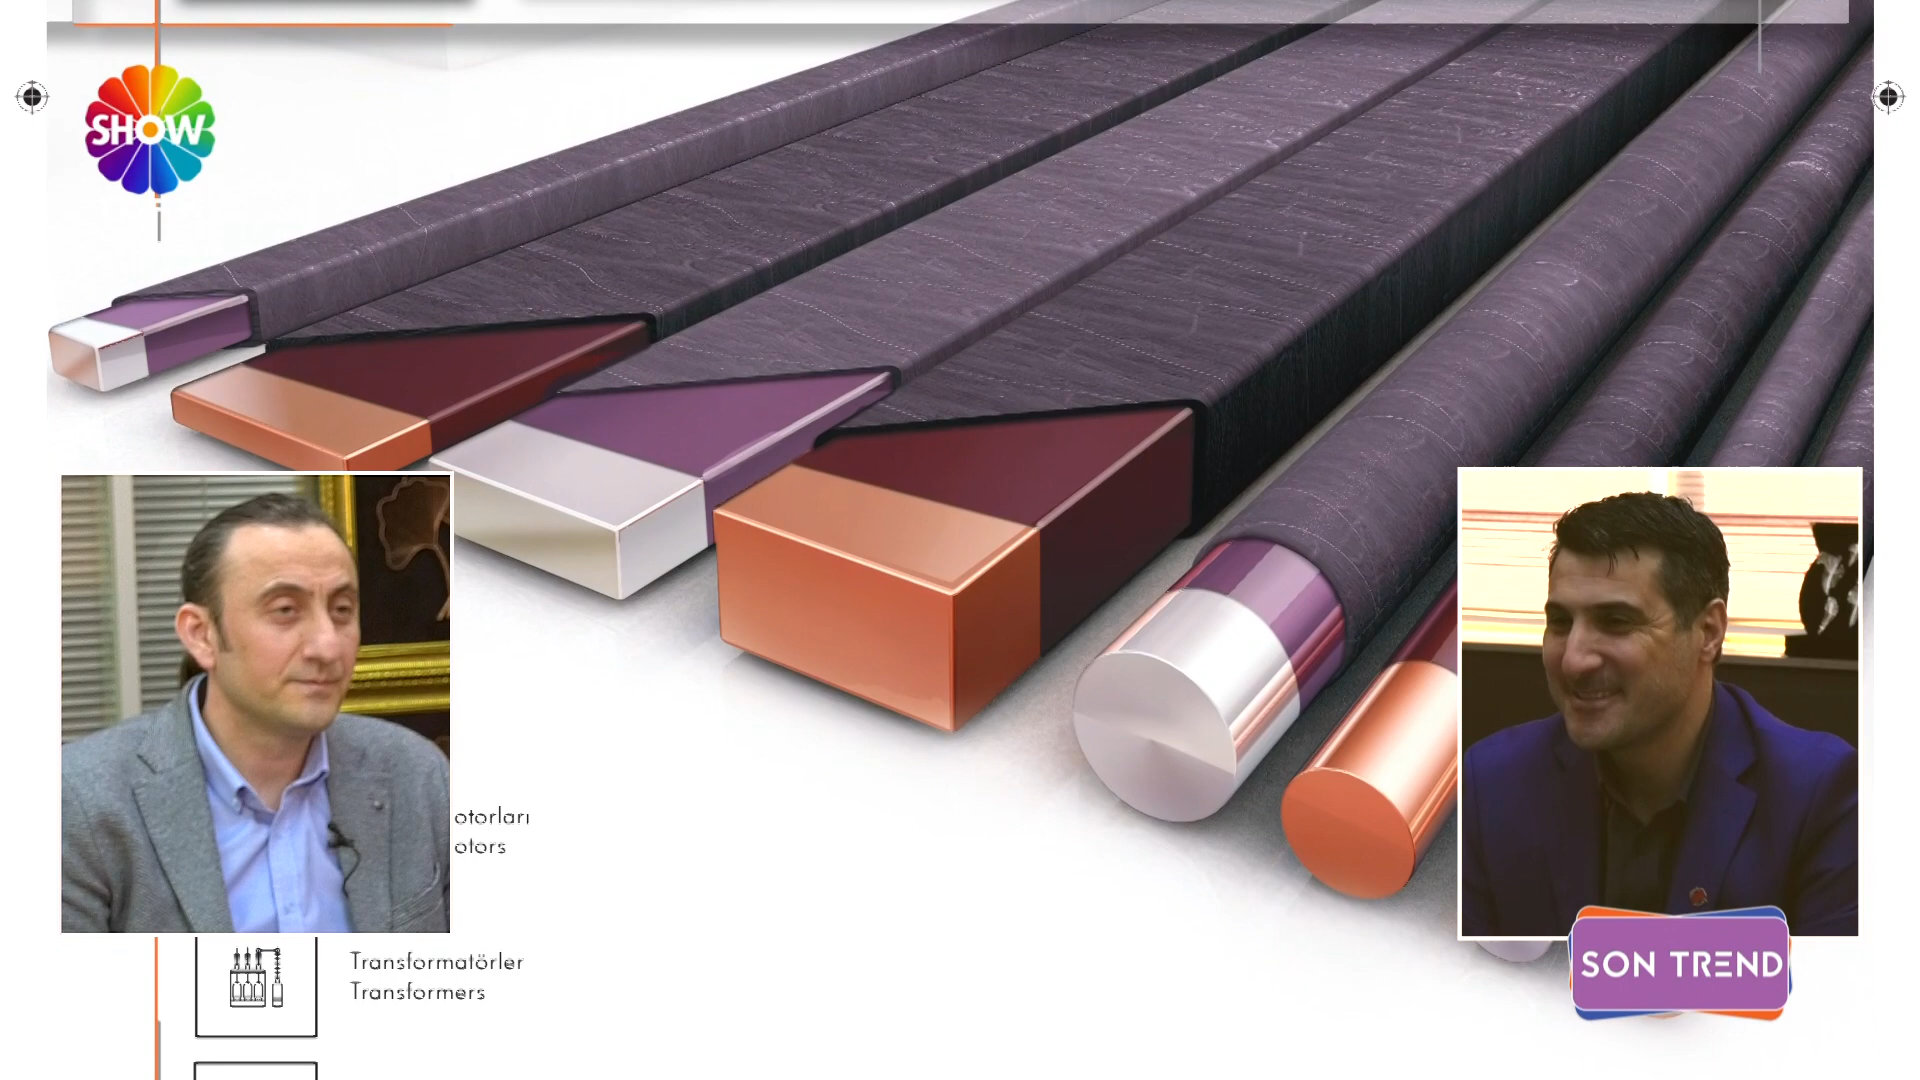 SHOW
otorları
otors
Transformatörler
Transformers
SON TREND